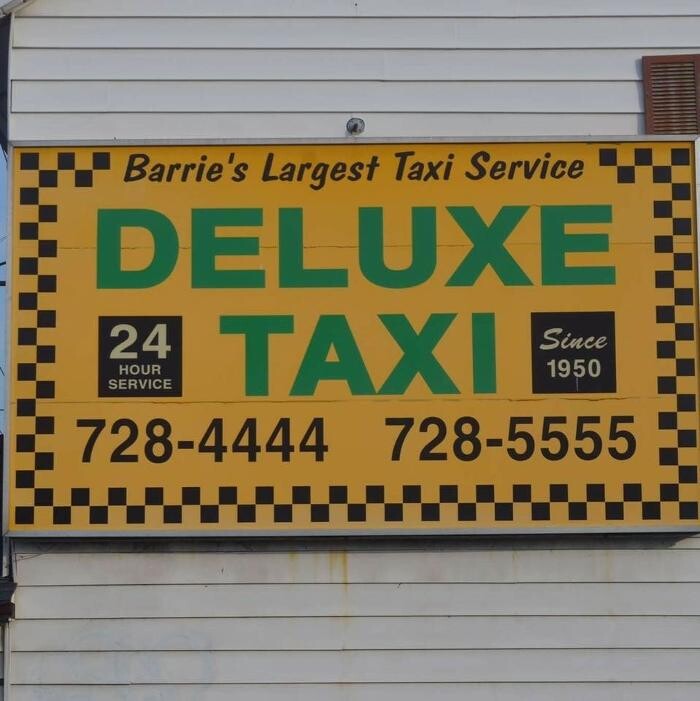 Barrie's Largest Taxi Service
DELUXE
TAXI
24
HOUR
SERVICE
Since
1950
728-4444 728-5555